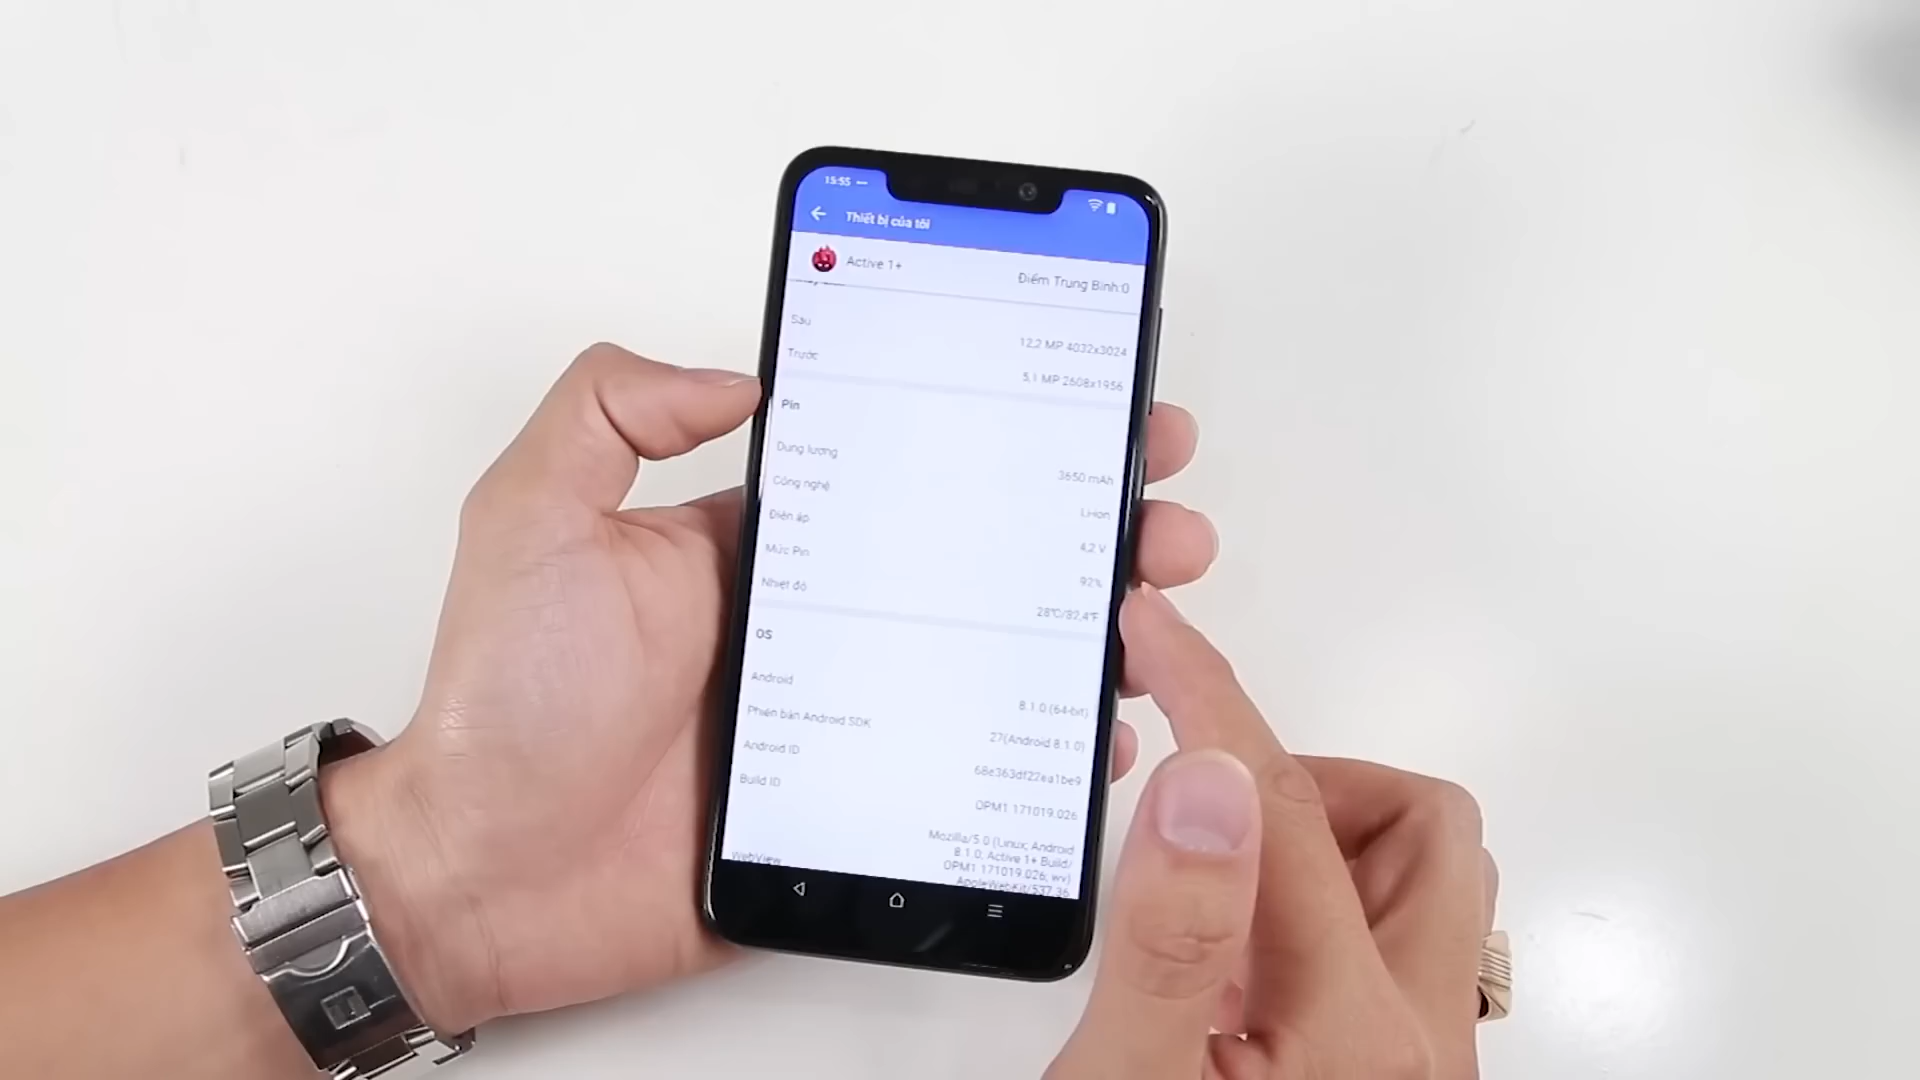 15:55 ...
Thiết bị của tôi
Active 1+
Điểm Trung Bình:0
Sau
12,2 MP 4032x3024
Trước
5,1 MP 2608x1956
Pin
Dung lượng
3650 mAh
Công nghệ
Li-ion
Điện áp
4,2 V
Mức Pin
92%
Nhiệt độ
28°C/82,4°F
OS
Android
8.1.0 (64-bit)
Phiên bản Android SDK
27(Android 8.1.0)
Android ID
68e363df22ea1be9
Build ID
OPM1.171019.026
WebView
Mozilla/5.0 (Linux; Android
8.1.0; Active 1+ Build/
OPM1.171019.026; wv)
AppleWebKit/537.36